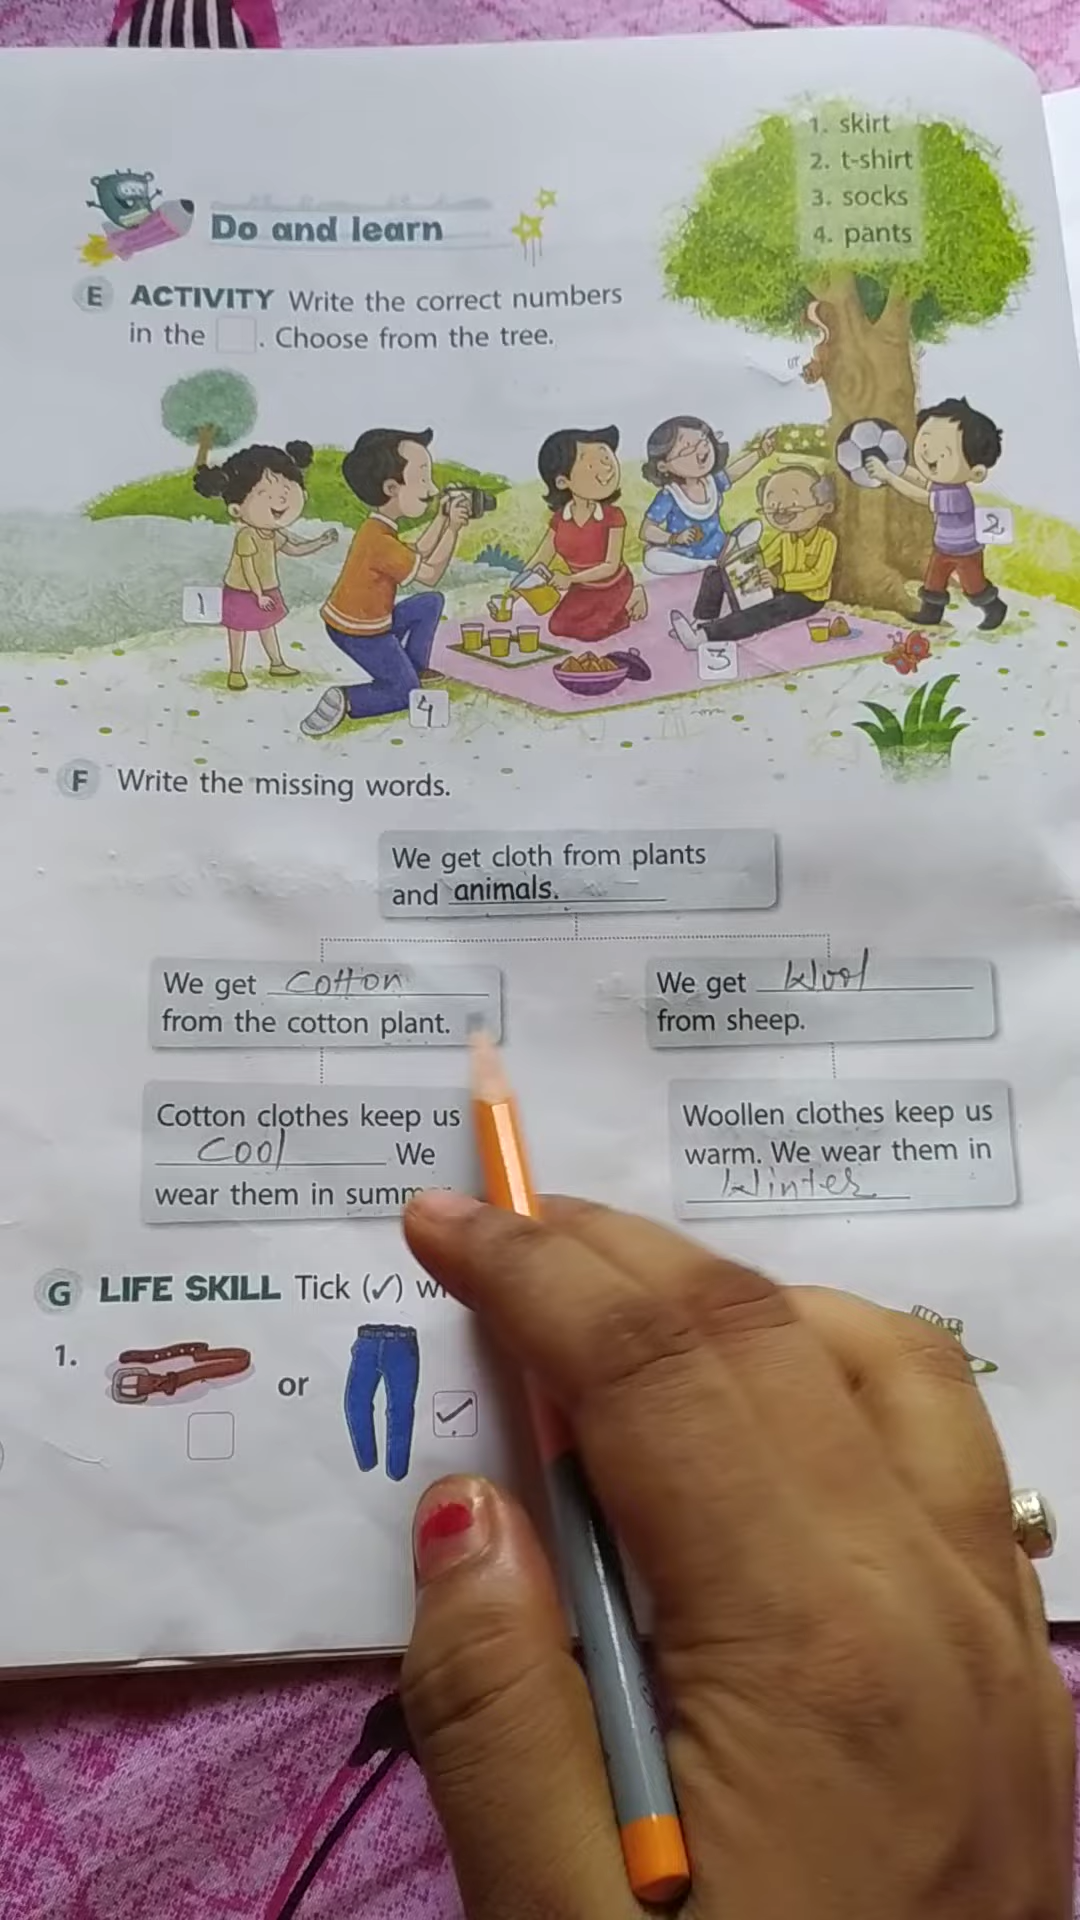 1. skirt
2. t-shirt
3. socks
4. pants
Do and learn
E ACTIVITY Write the correct numbers
in the . Choose from the tree.
2
1
3
4
F Write the missing words.
We get cloth from plants
and animals.
We get cotton
from the cotton plant.
We get Wool
from sheep.
Cotton clothes keep us
cool We
wear them in
Woollen clothes keep us
warm. We wear them in
Winter
G LIFE SKILL Tick (✓)
1.
or
✓